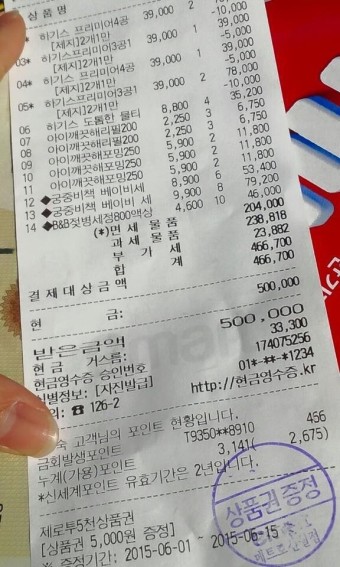 상 품 명
* 하기스 프리미어4공 39,000 2
[제지]2개1만 -10,000
03* 하기스프리미어3공1 39,000 1 39,000
[제지]2개1만 -5,000
04* 하기스 프리미어4공 39,000 1 39,000
[제지]2개1만 -5,000
05* 하기스프리미어3공1 39,000 2 78,000
[제지]2개1만 -10,000
06 하기스 도톰한 물티 8,800 4 35,200
07 아이깨끗해리필200 2,250 3 6,750
08 아이깨끗해리필200 2,250 3 6,750
09 아이깨끗해포밍250 5,900 2 11,800
10 아이깨끗해포밍250 5,900 2 11,800
11 아이깨끗해포밍250 5,900 2 11,800
12 ◆궁중비책 베이비세 8,900 6 53,400
13 ◆궁중비책 베이비 세 9,900 8 79,200
14 ◆B&B젖병세정800액상 4,600 10 46,000
(*)면 세 물 품 204,000
과 세 물 품 238,818
부 가 세 23,882
합 계 466,700
결 제 대 상 금 액 466,700
현 금: 500,000
받은금액 500,000
현금 거스름: 33,300
현금영수증 승인번호 174075256
식별정보: [자진발급] 01*-**-*1234
의: ☎ 126-2 http://현금영수증.kr
숙 고객님의 포인트 현황입니다.
금회발생포인트 T9350**8910 456
누계(가용)포인트 3,141( 2,675)
*신세계포인트 유효기간은 2년입니다.
제로투5천상품권
[상품권 5,000원 증정]
※ 증정기간: 2015-06-01 ~ 2015-06-15
상품권 증정